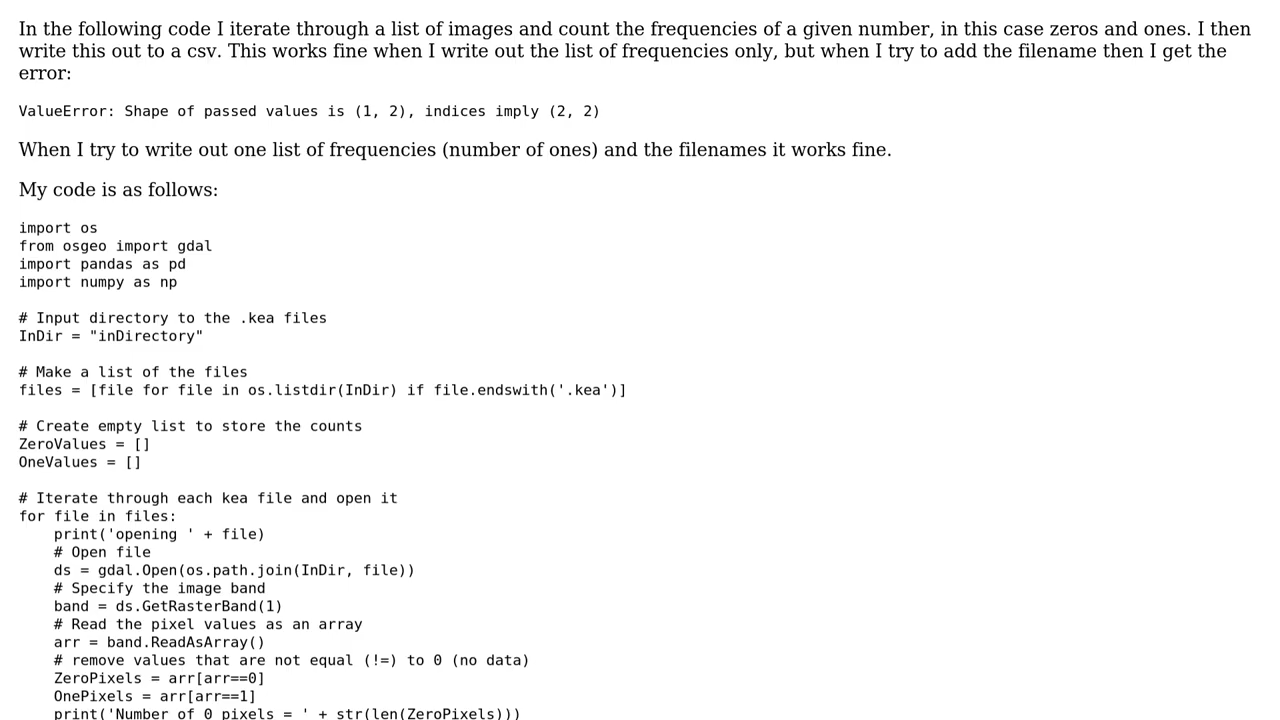 In the following code I iterate through a list of images and count the frequencies of a given number, in this case zeros and ones. I then
write this out to a csv. This works fine when I write out the list of frequencies only, but when I try to add the filename then I get the
error:
ValueError: Shape of passed values is (1, 2), indices imply (2, 2)
When I try to write out one list of frequencies (number of ones) and the filenames it works fine.
My code is as follows:
import os
from osgeo import gdal
import pandas as pd
import numpy as np
# Input directory to the .kea files
InDir = "inDirectory"
# Make a list of the files
files = [file for file in os.listdir(InDir) if file.endswith('.kea')]
# Create empty list to store the counts
ZeroValues = []
OneValues = []
# Iterate through each kea file and open it
for file in files:
    print('opening ' + file)
    # Open file
    ds = gdal.Open(os.path.join(InDir, file))
    # Specify the image band
    band = ds.GetRasterBand(1)
    # Read the pixel values as an array
    arr = band.ReadAsArray()
    # remove values that are not equal (!=) to 0 (no data)
    ZeroPixels = arr[arr==0]
    OnePixels = arr[arr==1]
    print('Number of 0 pixels = ' + str(len(ZeroPixels)))